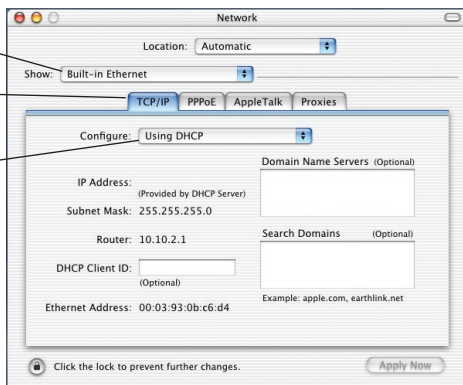 Network
Location: Automatic
Show: Built-in Ethernet
TCP/IP PPPoE AppleTalk Proxies
Configure: Using DHCP
Domain Name Servers (Optional)
IP Address:
(Provided by DHCP Server)
Subnet Mask: 255.255.255.0
Router: 10.10.2.1
Search Domains (Optional)
DHCP Client ID:
(Optional)
Example: apple.com, earthlink.net
Ethernet Address: 00:03:93:0b:c6:d4
Click the lock to prevent further changes.
Apply Now